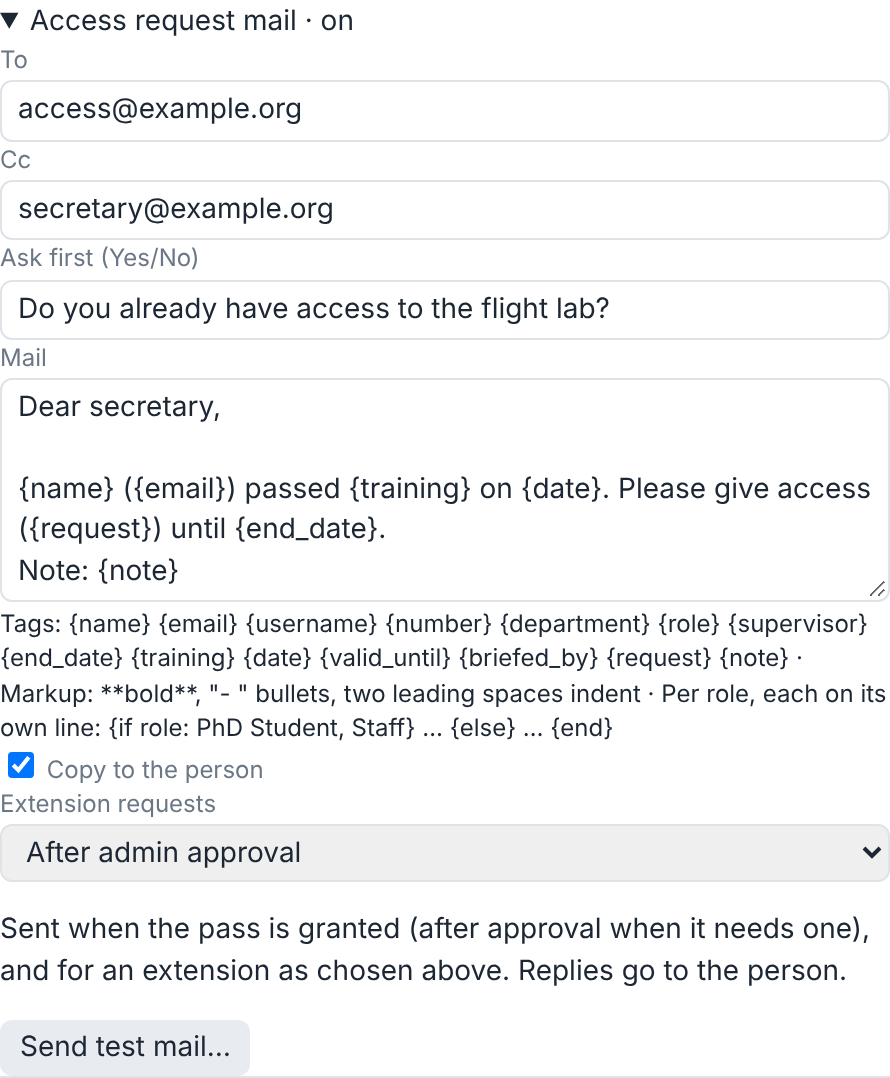 ▼ Access request mail · on
To
access@example.org
Cc
secretary@example.org
Ask first (Yes/No)
Do you already have access to the flight lab?
Mail
Dear secretary,

{name} ({email}) passed {training} on {date}. Please give access
({request}) until {end_date}.
Note: {note}
Tags: {name} {email} {username} {number} {department} {role} {supervisor}
{end_date} {training} {date} {valid_until} {briefed_by} {request} {note} ·
Markup: **bold**, "- " bullets, two leading spaces indent · Per role, each on its
own line: {if role: PhD Student, Staff} ... {else} ... {end}
Copy to the person
Extension requests
After admin approval
Sent when the pass is granted (after approval when it needs one),
and for an extension as chosen above. Replies go to the person.
Send test mail...